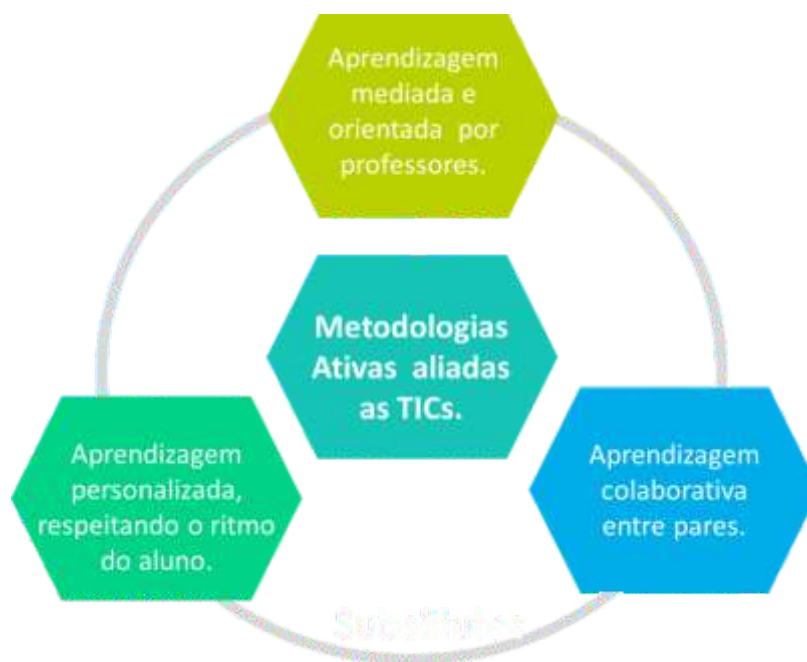 Aprendizagem
mediada e
orientada por
professores.
Metodologias
Ativas aliadas
as TICs.
Aprendizagem
personalizada,
respeitando o ritmo
do aluno.
Aprendizagem
colaborativa
entre pares.